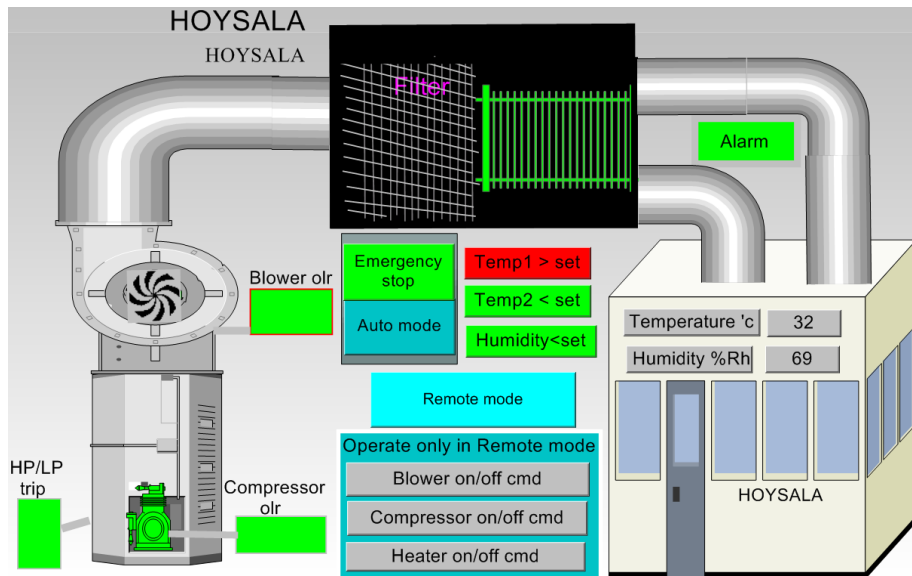 HOYSALA
HOYSALA
Filter
Alarm
Blower olr
Emergency
stop
Auto mode
Temp1 > set
Temp2 < set
Humidity<set
Temperature 'c
32
Humidity %Rh
69
Remote mode
Operate only in Remote mode
Blower on/off cmd
Compressor on/off cmd
Heater on/off cmd
HP/LP
trip
Compressor
olr
HOYSALA